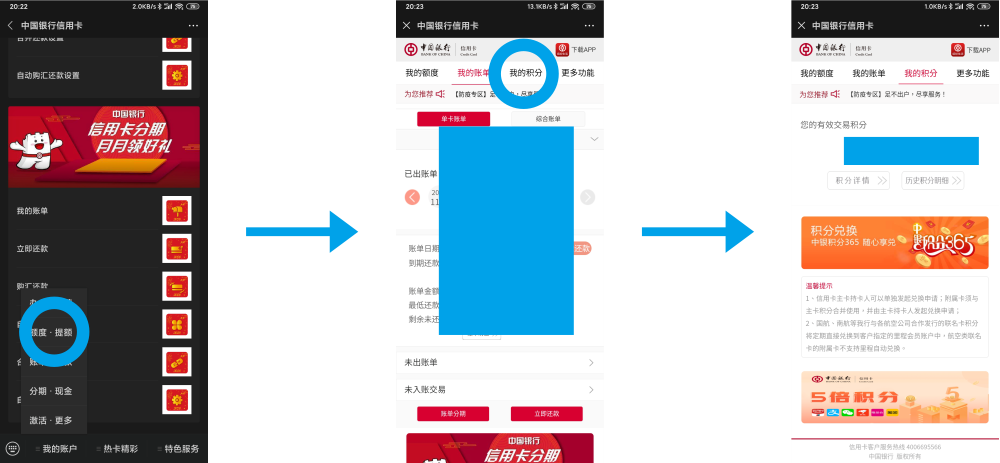 20:22
2.0KB/s
中国银行信用卡
合并还款设置
自动购汇还款设置
中国银行
信用卡分期
月月领好礼
我的账单
立即还款
购汇还款
额度 · 提额
分期 · 现金
激活 · 更多
我的账户
热卡精彩
特色服务
20:23
13.1KB/s
中国银行信用卡
中国银行
BANK OF CHINA
信用卡
Credit Card
下载APP
我的额度
我的账单
我的积分
更多功能
为您推荐
【防疫专区】足不出户，尽享服
单卡账单
综合账单
已出账单
20
11
账单日期
还款
到期还款
账单金额
最低还款
剩余未还
未出账单
未入账交易
账单分期
立即还款
中国银行
信用卡分期
20:23
1.0KB/s
中国银行信用卡
中国银行
BANK OF CHINA
信用卡
Credit Card
下载APP
我的额度
我的账单
我的积分
更多功能
为您推荐
【防疫专区】足不出户，尽享服务！
您的有效交易积分
积分详情
历史积分明细
积分兑换
中银积分365 随心享兑
中银积分365
温馨提示
1、信用卡主卡持卡人可以单独发起兑换申请；附属卡须与
主卡积分合并使用，并由主卡持卡人发起兑换申请；
2、国航、南航等我行与各航空公司合作发行的联名卡积分
将定期直接兑换到客户指定的里程会员账户中，航空类联名
卡的附属卡不支持里程自动兑换。
中国银行
信用卡
5倍积分
5
信用卡客户服务热线 4006695566
中国银行 版权所有